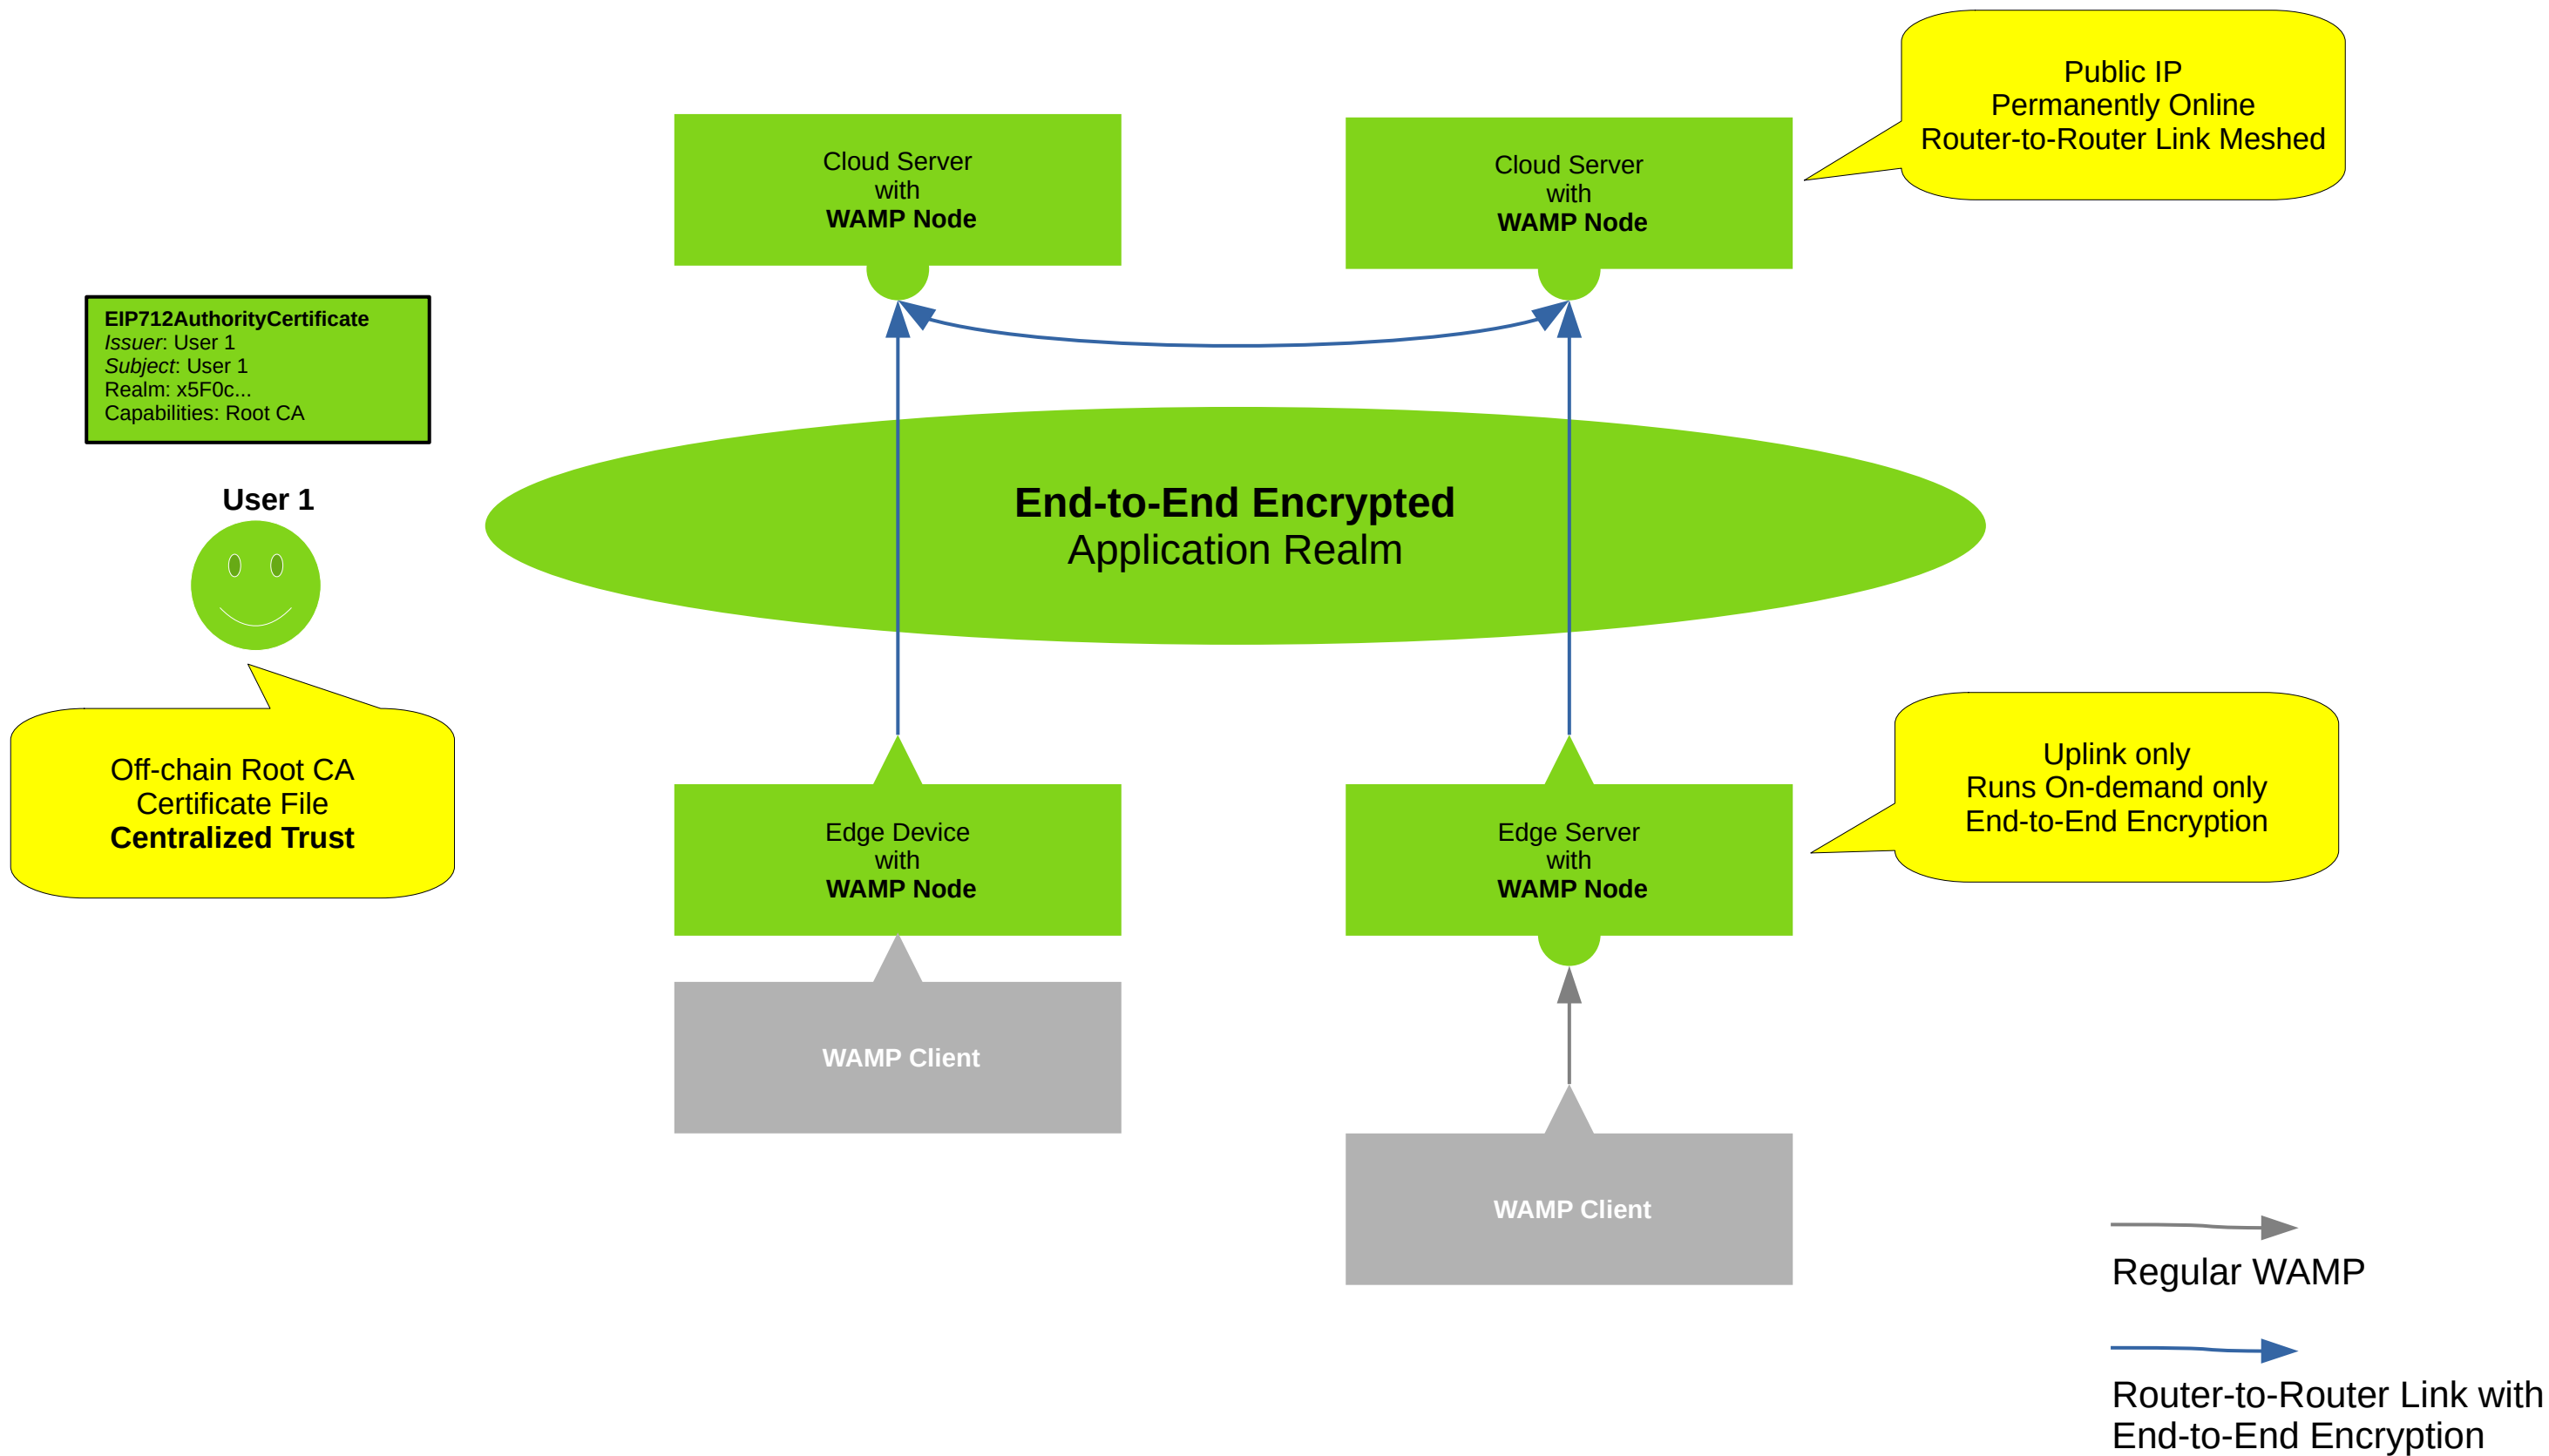 Public IP
Permanently Online
Router-to-Router Link Meshed
Cloud Server
with
WAMP Node
Cloud Server
with
WAMP Node
EIP712AuthorityCertificate
Issuer: User 1
Subject: User 1
Realm: x5F0c...
Capabilities: Root CA
User 1
End-to-End Encrypted
Application Realm
Off-chain Root CA
Certificate File
Centralized Trust
Edge Device
with
WAMP Node
Edge Server
with
WAMP Node
Uplink only
Runs On-demand only
End-to-End Encryption
WAMP Client
WAMP Client
Regular WAMP
Router-to-Router Link with
End-to-End Encryption